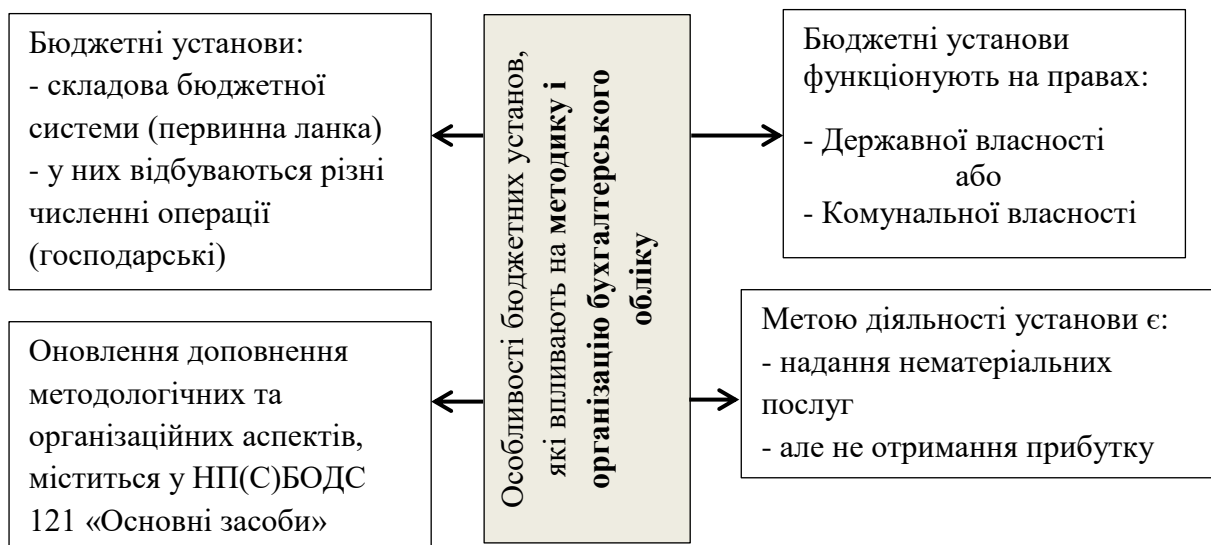 Бюджетні установи:
- складова бюджетної
системи (первинна ланка)
- у них відбуваються різні
численні операції
(господарські)
Оновлення доповнення
методологічних та
організаційних аспектів,
міститься у НП(С)БОДС
121 «Основні засоби»
Особливості бюджетних установ,
які впливають на методику і
організацію бухгалтерського
обліку
Бюджетні установи
функціонують на правах:
- Державної власності
або
- Комунальної власності
Метою діяльності установи є:
- надання нематеріальних
послуг
- але не отримання прибутку